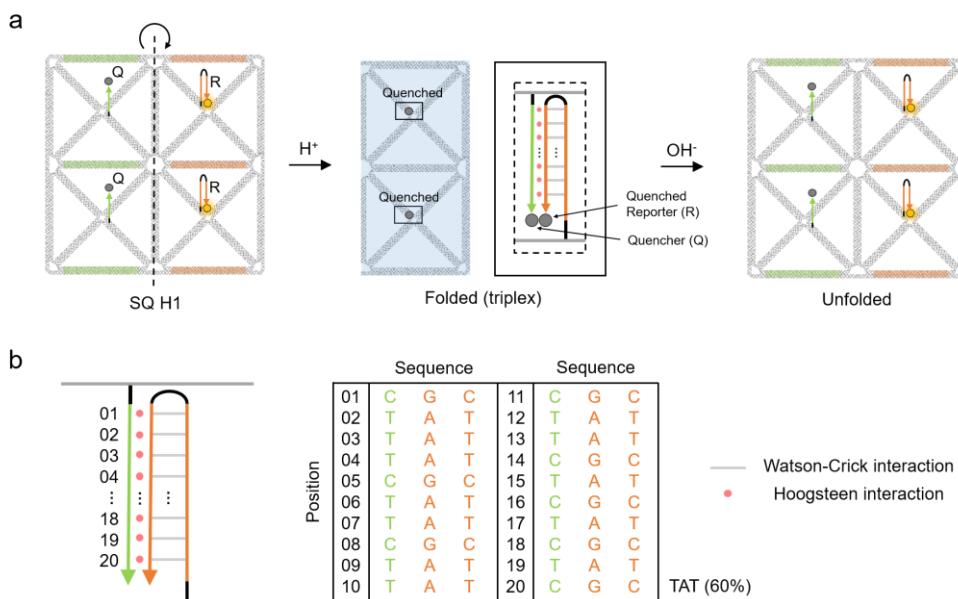 a
Q
R
Q
R
SQ H1
H⁺
Quenched
Quenched
Quenched
Reporter (R)
Quencher (Q)
Folded (triplex)
OH⁻
Unfolded
b
01
02
03
04
18
19
20
Position
Sequence Sequence
01 C G C 11 C G C
02 T A T 12 T A T
03 T A T 13 T A T
04 T A T 14 C G C
05 C G C 15 T A T
06 T A T 16 C G C
07 T A T 17 T A T
08 C G C 18 C G C
09 T A T 19 T A T
10 T A T 20 C G C
TAT (60%)
Watson-Crick interaction
Hoogsteen interaction